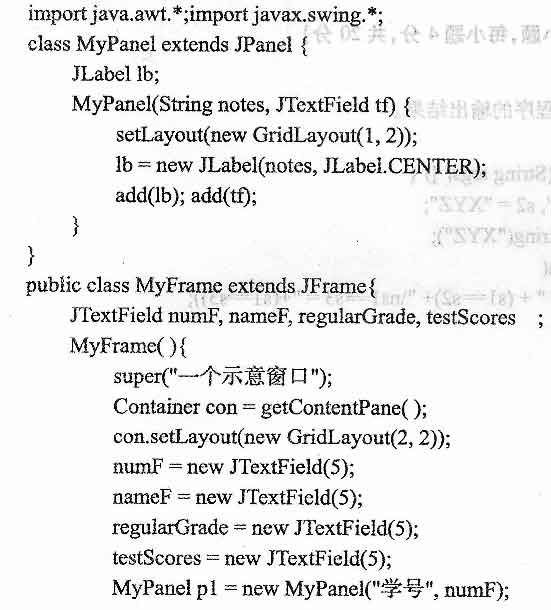 import java.awt.*;import javax.swing.*;
class MyPanel extends JPanel {
JLabel lb;
MyPanel(String notes, JTextField tf) {
setLayout(new GridLayout(1, 2));
lb = new JLabel(notes, JLabel.CENTER);
add(lb); add(tf);
}
}
public class MyFrame extends JFrame{
JTextField numF, nameF, regularGrade, testScores ;
MyFrame( ){
super("一个示意窗口");
Container con = getContentPane( );
con.setLayout(new GridLayout(2, 2));
numF = new JTextField(5);
nameF = new JTextField(5);
regularGrade = new JTextField(5);
testScores = new JTextField(5);
MyPanel p1 = new MyPanel("学号", numF);